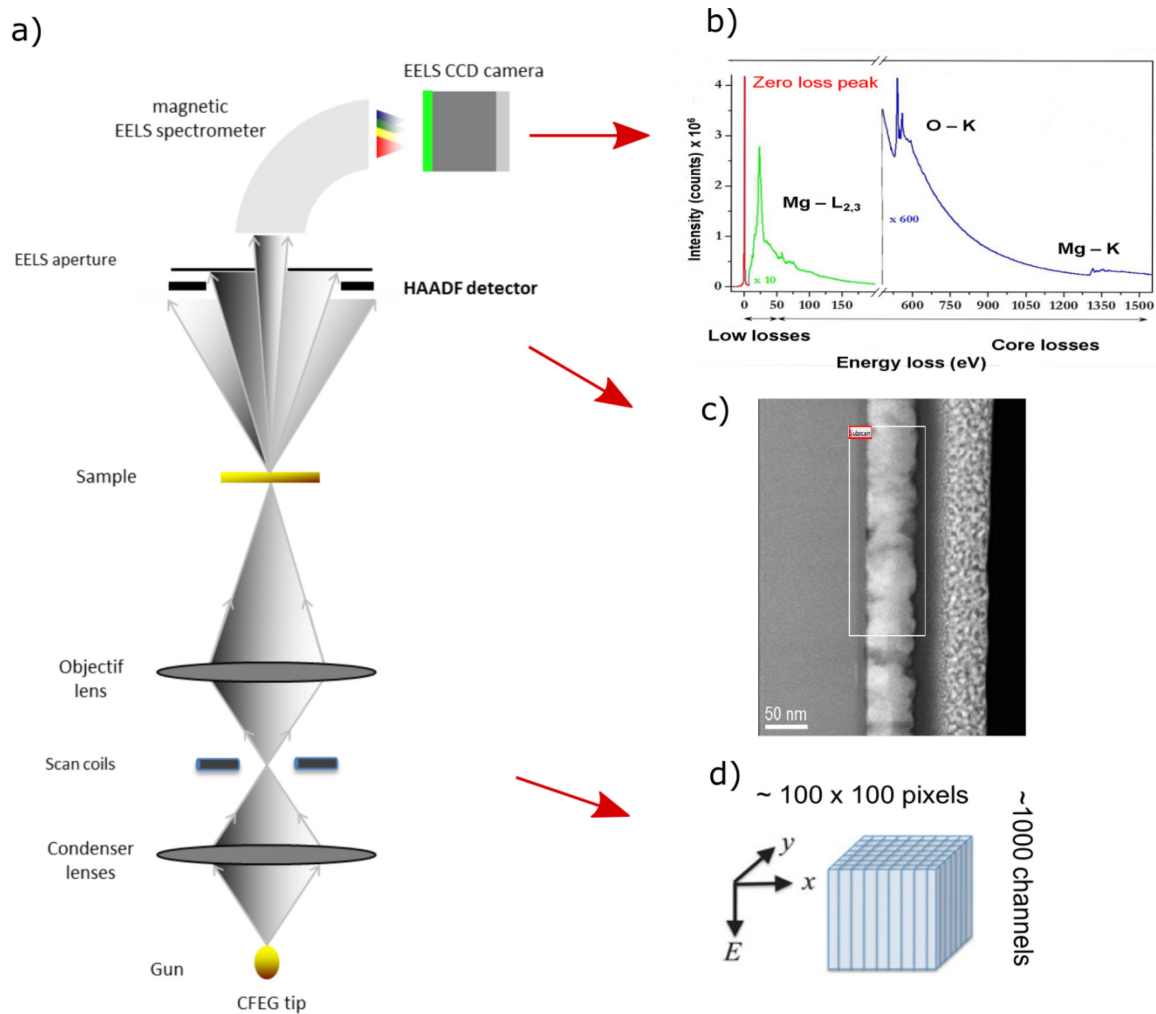 a)
EELS CCD camera
magnetic
EELS spectrometer
EELS aperture
HAADF detector
Sample
Objectif
lens
Scan coils
Condenser
lenses
Gun
CFEG tip
b)
Intensity (counts) x 10⁶
4
3
2
1
0
Zero loss peak
Mg – L₂,₃
x 10
O – K
x 600
Mg – K
0 50 100 150 600 750 900 1050 1200 1350 1500
Low losses
Core losses
Energy loss (eV)
c)
Subscan
50 nm
d)
~ 100 x 100 pixels
~1000 channels
y
x
E